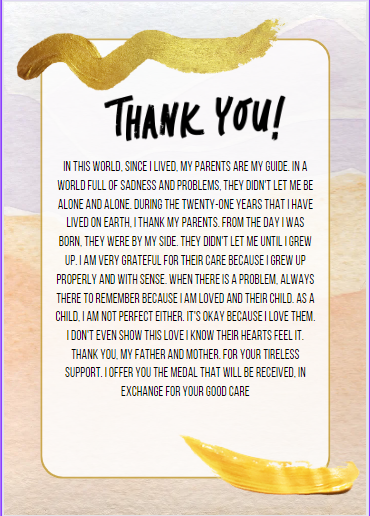 THANK YOU!
IN THIS WORLD, SINCE I LIVED, MY PARENTS ARE MY GUIDE. IN A
WORLD FULL OF SADNESS AND PROBLEMS, THEY DIDN'T LET ME BE
ALONE AND ALONE. DURING THE TWENTY-ONE YEARS THAT I HAVE
LIVED ON EARTH, I THANK MY PARENTS. FROM THE DAY I WAS
BORN, THEY WERE BY MY SIDE. THEY DIDN'T LET ME UNTIL I GREW
UP. I AM VERY GRATEFUL FOR THEIR CARE BECAUSE I GREW UP
PROPERLY AND WITH SENSE. WHEN THERE IS A PROBLEM, ALWAYS
THERE TO REMEMBER BECAUSE I AM LOVED AND THEIR CHILD. AS A
CHILD, I AM NOT PERFECT EITHER. IT'S OKAY BECAUSE I LOVE THEM.
I DON'T EVEN SHOW THIS LOVE I KNOW THEIR HEARTS FEEL IT.
THANK YOU, MY FATHER AND MOTHER. FOR YOUR TIRELESS
SUPPORT. I OFFER YOU THE MEDAL THAT WILL BE RECEIVED, IN
EXCHANGE FOR YOUR GOOD CARE